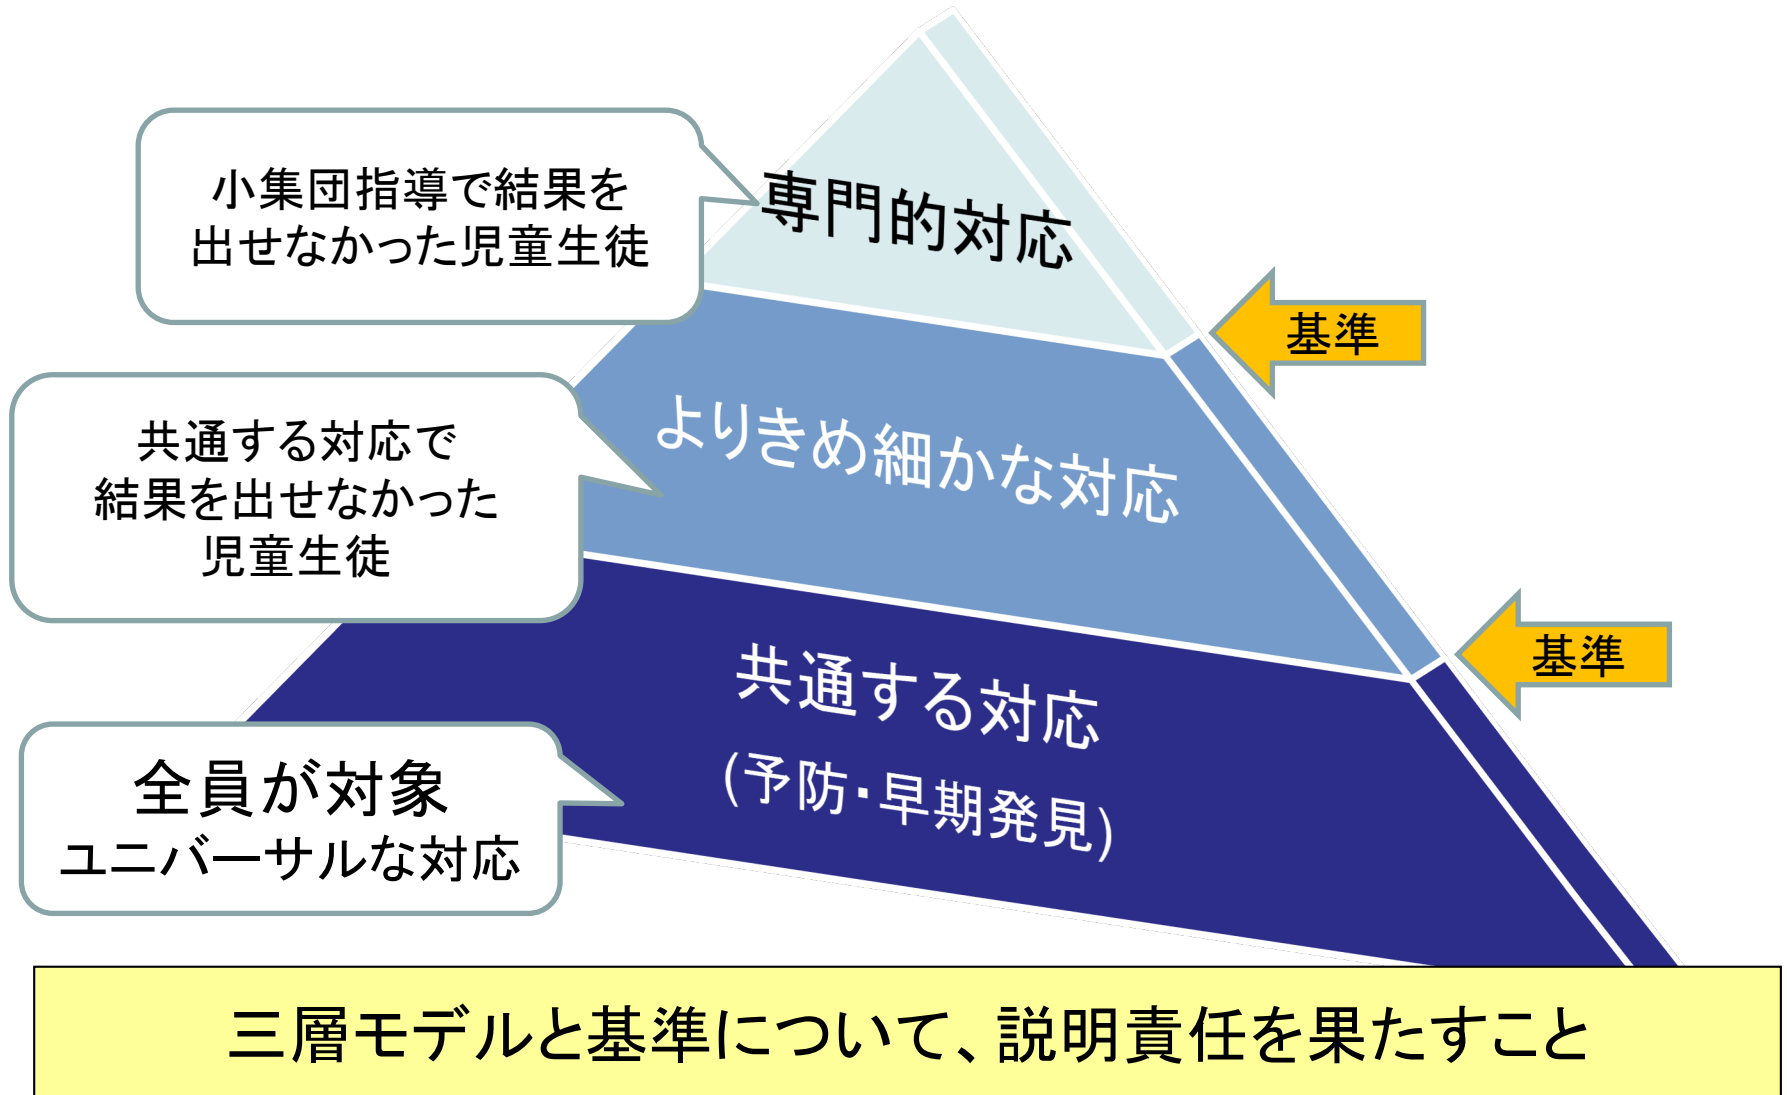 小集団指導で結果を
出せなかった児童生徒
専門的対応
基準
共通する対応で
結果を出せなかった
児童生徒
よりきめ細かな対応
基準
共通する対応
(予防・早期発見)
全員が対象
ユニバーサルな対応
三層モデルと基準について、説明責任を果たすこと